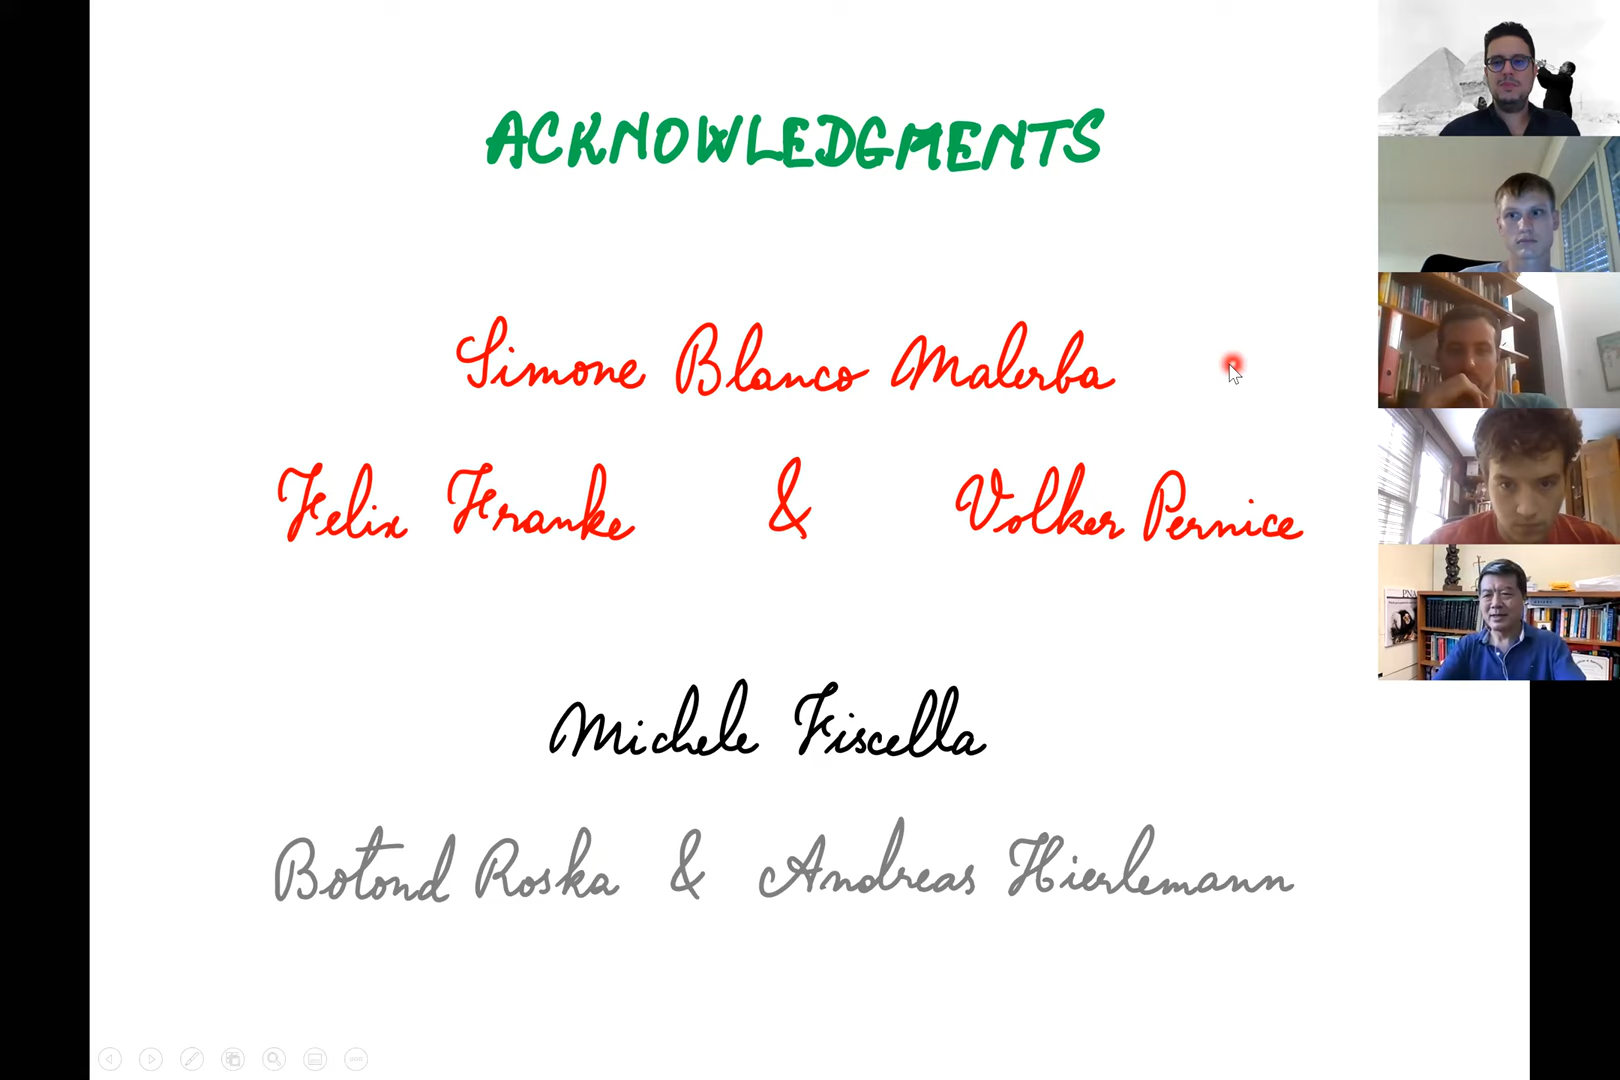 ACKNOWLEDGMENTS
Simone Blanco Malerba
Felix Franke & Volker Pernice
Michele Fiscella
Botond Roska & Andreas Hierlemann